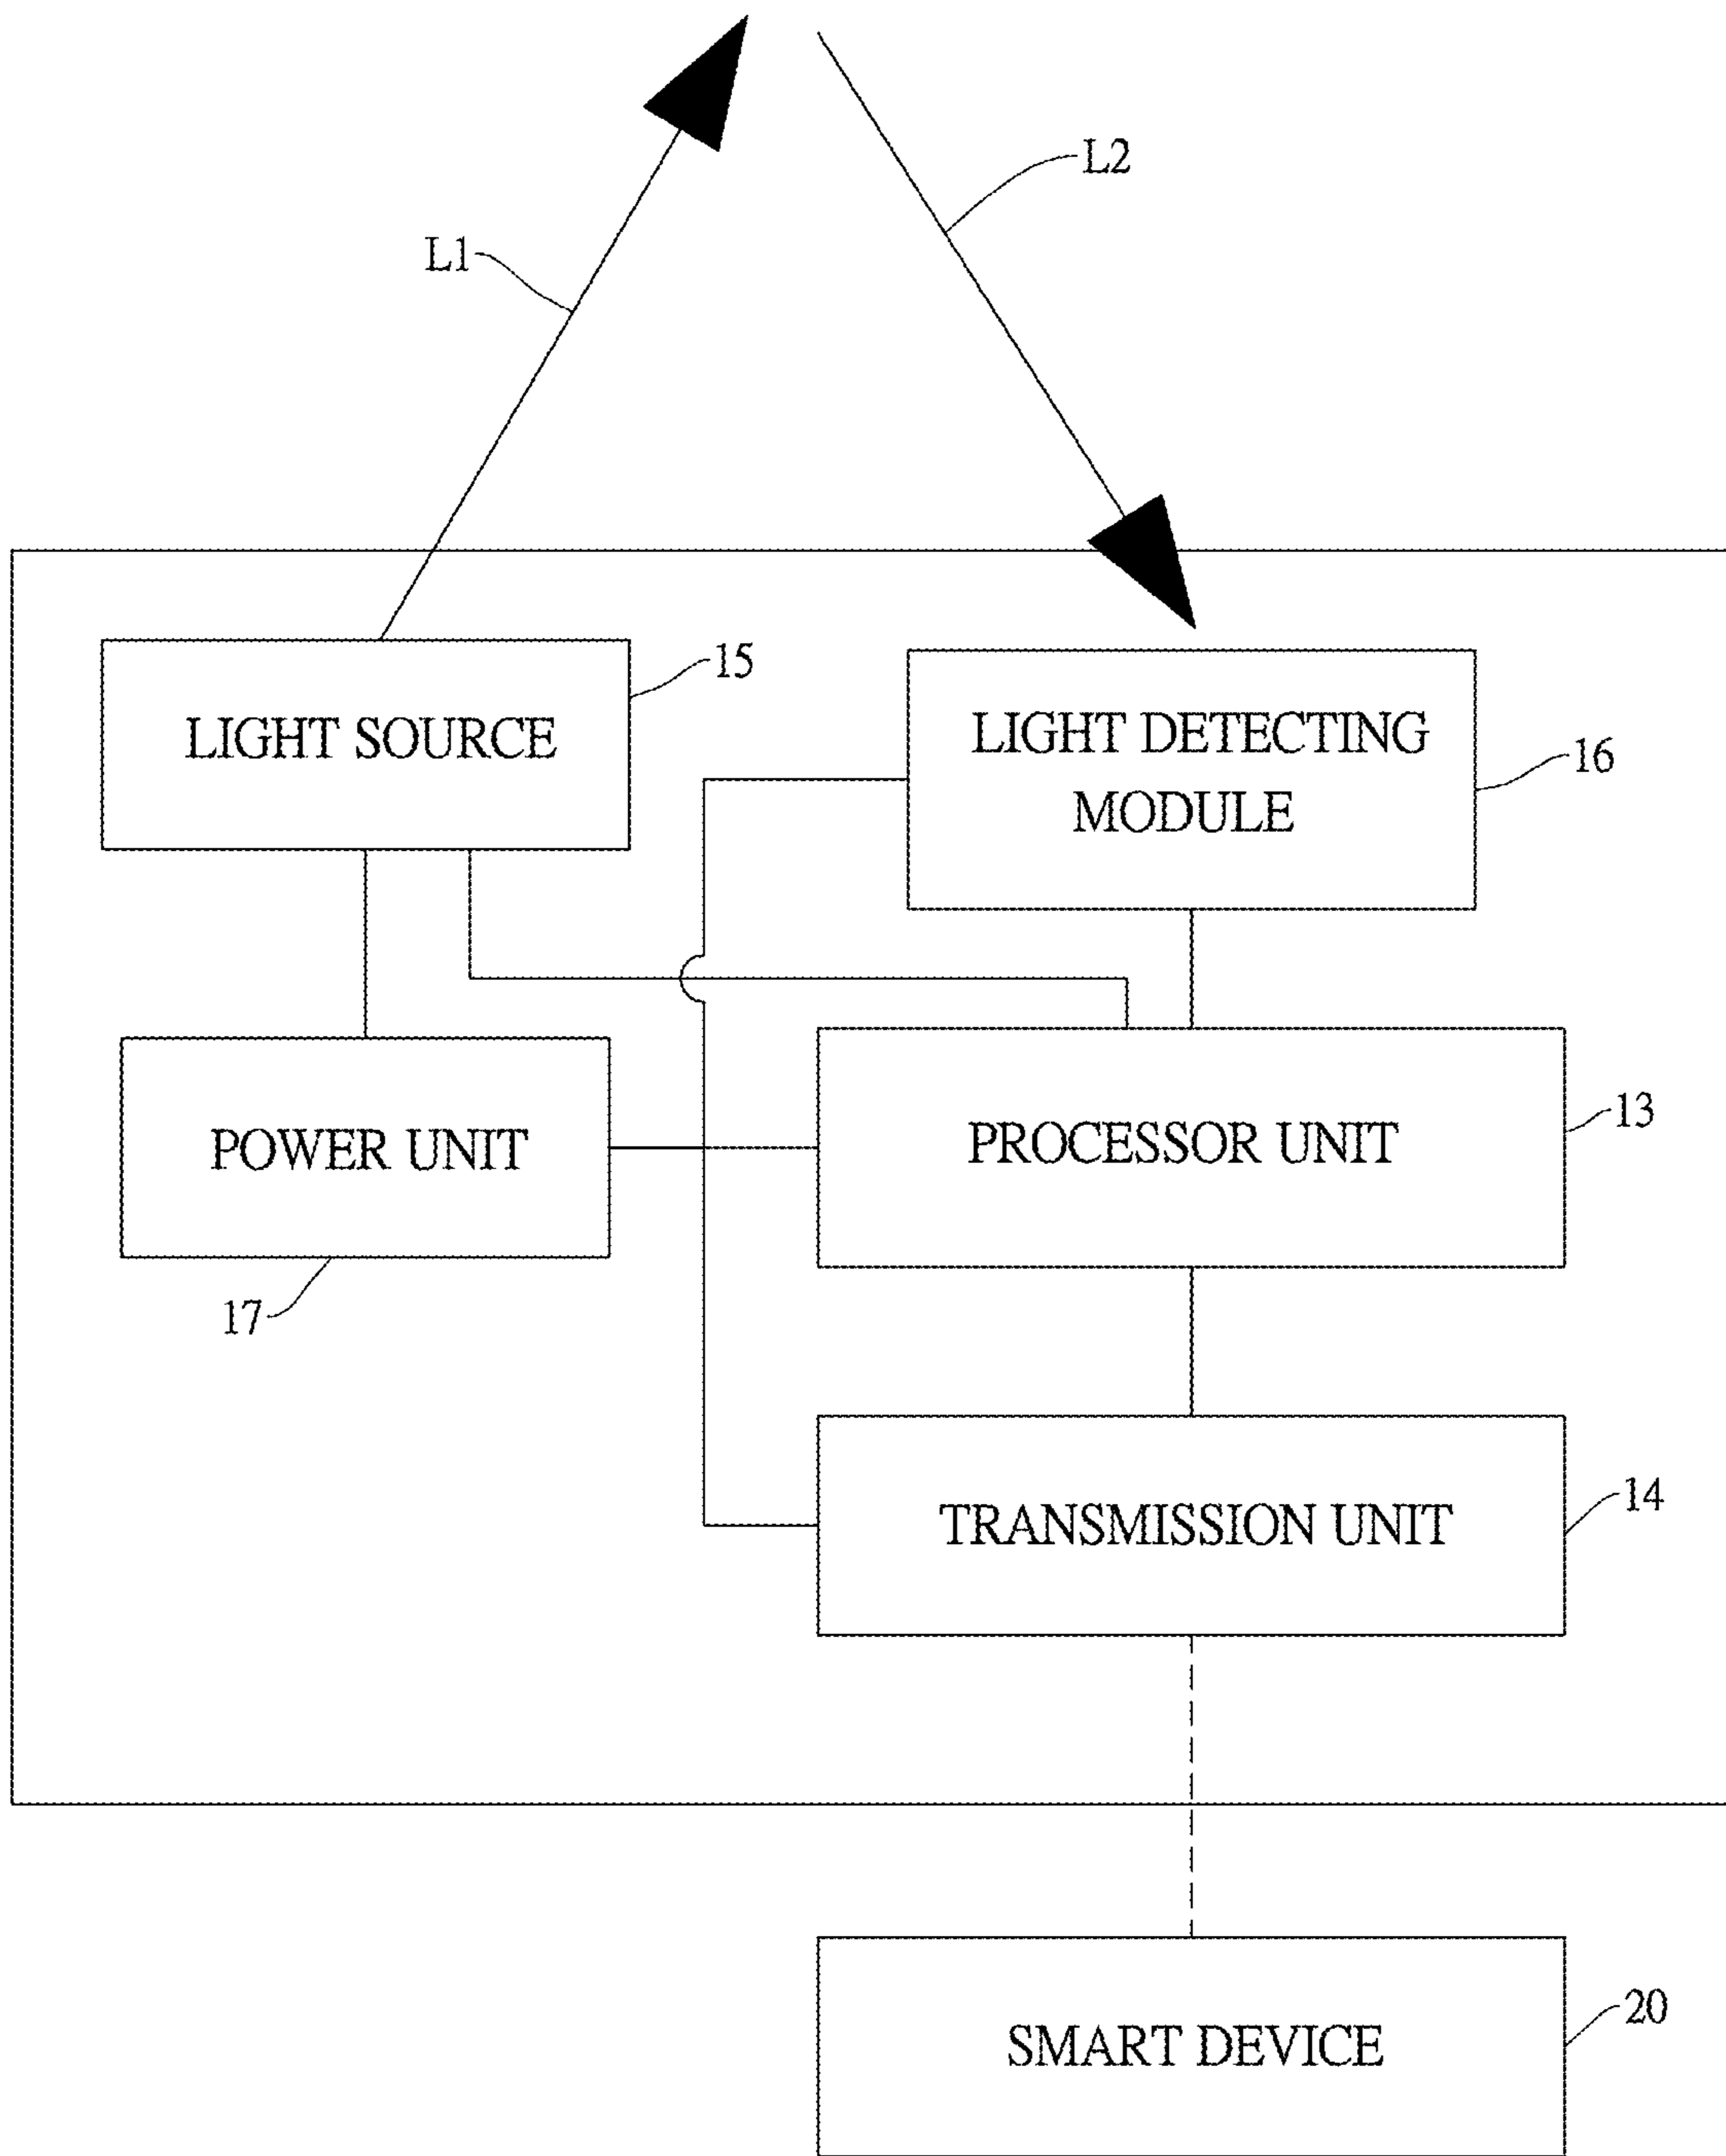 L2
L1
15
LIGHT SOURCE
LIGHT DETECTING
MODULE
16
POWER UNIT
PROCESSOR UNIT
13
17
TRANSMISSION UNIT
14
SMART DEVICE
20